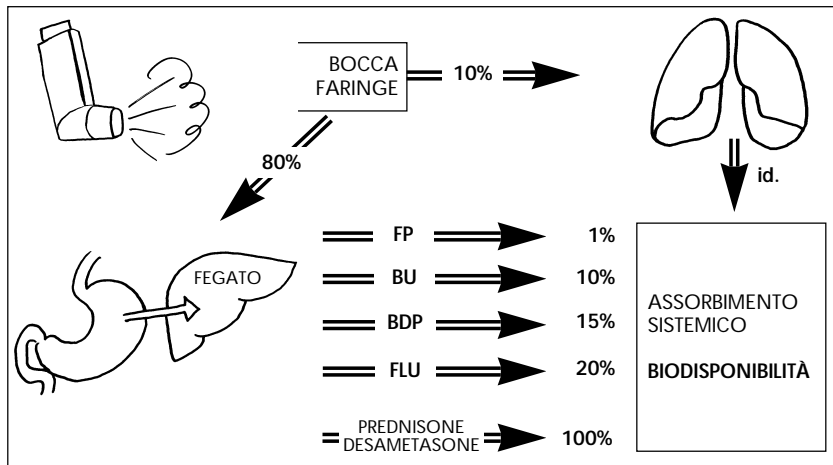 BOCCA
FARINGE
10%
80%
id.
FEGATO
FP 1%
BU 10%
BDP 15%
FLU 20%
PREDNISONE
DESAMETASONE 100%
ASSORBIMENTO
SISTEMICO
BIODISPONIBILITÀ